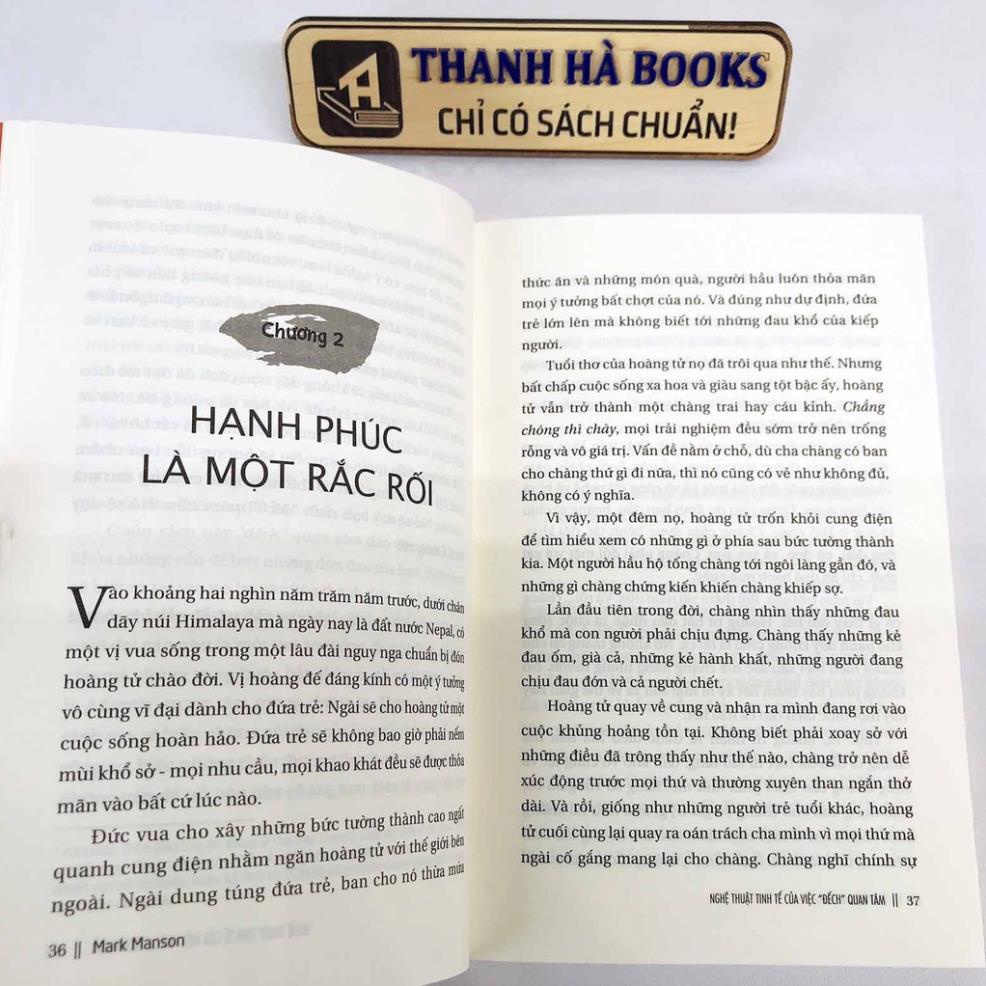 THANH HÀ BOOKS
CHỈ CÓ SÁCH CHUẨN!
Chương 2
HẠNH PHÚC
LÀ MỘT RẮC RỐI
Vào khoảng hai nghìn năm trăm năm trước, dưới chân
dãy núi Himalaya mà ngày nay là đất nước Nepal, có
một vị vua sống trong một lâu đài nguy nga chuẩn bị đón
hoàng tử chào đời. Vị hoàng đế đáng kính có một ý tưởng
vô cùng vĩ đại dành cho đứa trẻ: Ngài sẽ cho hoàng tử một
cuộc sống hoàn hảo. Đứa trẻ sẽ không bao giờ phải nếm
mùi khổ sở - mọi nhu cầu, mọi khao khát đều sẽ được thỏa
mãn vào bất cứ lúc nào.
Đức vua cho xây những bức tường thành cao ngất
quanh cung điện nhằm ngăn hoàng tử với thế giới bên
ngoài. Ngài dung túng đứa trẻ, ban cho nó thừa mứa
36 || Mark Manson
thức ăn và những món quà, người hầu luôn thỏa mãn
mọi ý tưởng bất chợt của nó. Và đúng như dự định, đứa
trẻ lớn lên mà không biết tới những đau khổ của kiếp
người.
Tuổi thơ của hoàng tử nọ đã trôi qua như thế. Nhưng
bất chấp cuộc sống xa hoa và giàu sang tột bậc ấy, hoàng
tử vẫn trở thành một chàng trai hay cáu kỉnh. Chẳng
chóng thì chày, mọi trải nghiệm đều sớm trở nên trống
rỗng và vô giá trị. Vấn đề nằm ở chỗ, dù cha chàng có ban
cho chàng thứ gì đi nữa, thì nó cũng có vẻ như không đủ,
không có ý nghĩa.
Vì vậy, một đêm nọ, hoàng tử trốn khỏi cung điện
để tìm hiểu xem có những gì ở phía sau bức tường thành
kia. Một người hầu hộ tống chàng tới ngôi làng gần đó, và
những gì chàng chứng kiến khiến chàng khiếp sợ.
Lần đầu tiên trong đời, chàng nhìn thấy những đau
khổ mà con người phải chịu đựng. Chàng thấy những kẻ
đau ốm, già cả, những kẻ hành khất, những người đang
chịu đau đớn và cả người chết.
Hoàng tử quay về cung và nhận ra mình đang rơi vào
cuộc khủng hoảng tồn tại. Không biết phải xoay sở với
những điều đã trông thấy như thế nào, chàng trở nên dễ
xúc động trước mọi thứ và thường xuyên than ngắn thở
dài. Và rồi, giống như những người trẻ tuổi khác, hoàng
tử cuối cùng lại quay ra oán trách cha mình vì mọi thứ mà
ngài cố gắng mang lại cho chàng. Chàng nghĩ chính sự
NGHỆ THUẬT TINH TẾ CỦA VIỆC "ĐẾCH" QUAN TÂM || 37